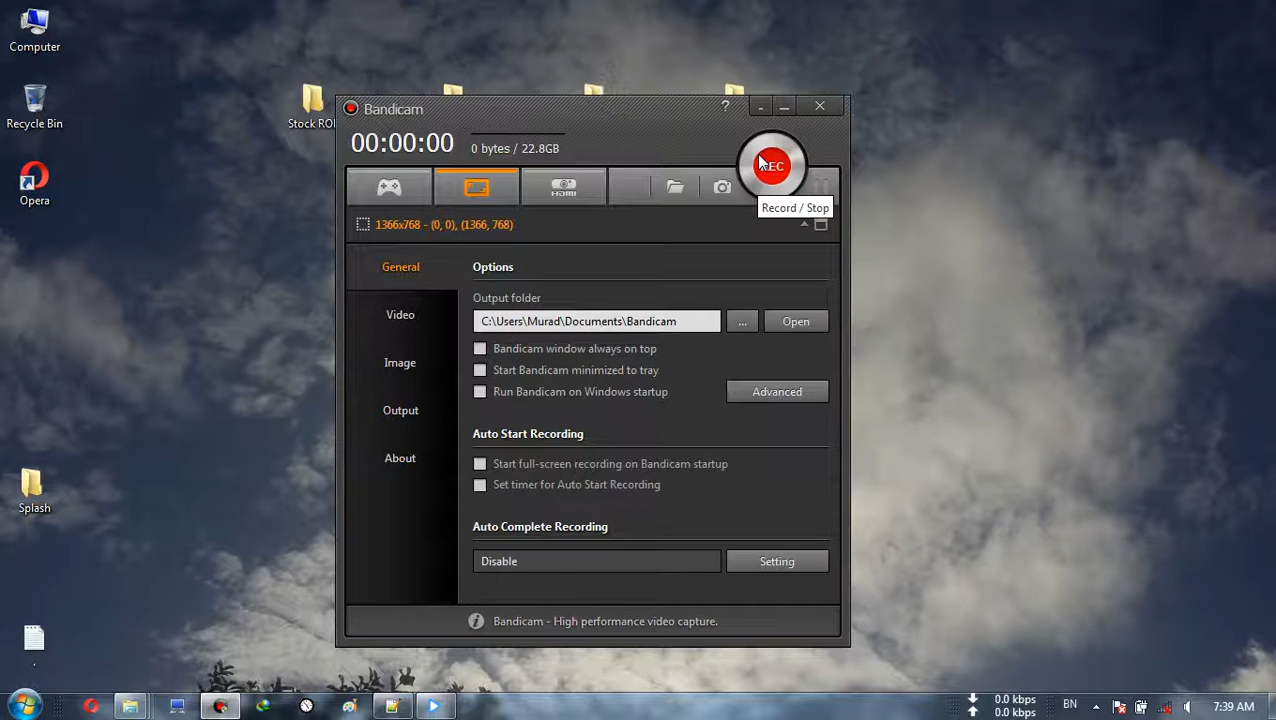 Computer
Recycle Bin
Opera
Stock RO
Splash
.
Bandicam
?
00:00:00
0 bytes / 22.8GB
REC
HDMI
Record / Stop
1366x768 - (0, 0), (1366, 768)
General
Video
Image
Output
About
Options
Output folder
C:\Users\Murad\Documents\Bandicam
...
Open
Bandicam window always on top
Start Bandicam minimized to tray
Run Bandicam on Windows startup
Advanced
Auto Start Recording
Start full-screen recording on Bandicam startup
Set timer for Auto Start Recording
Auto Complete Recording
Disable
Setting
Bandicam - High performance video capture.
0.0 kbps
0.0 kbps
BN
7:39 AM